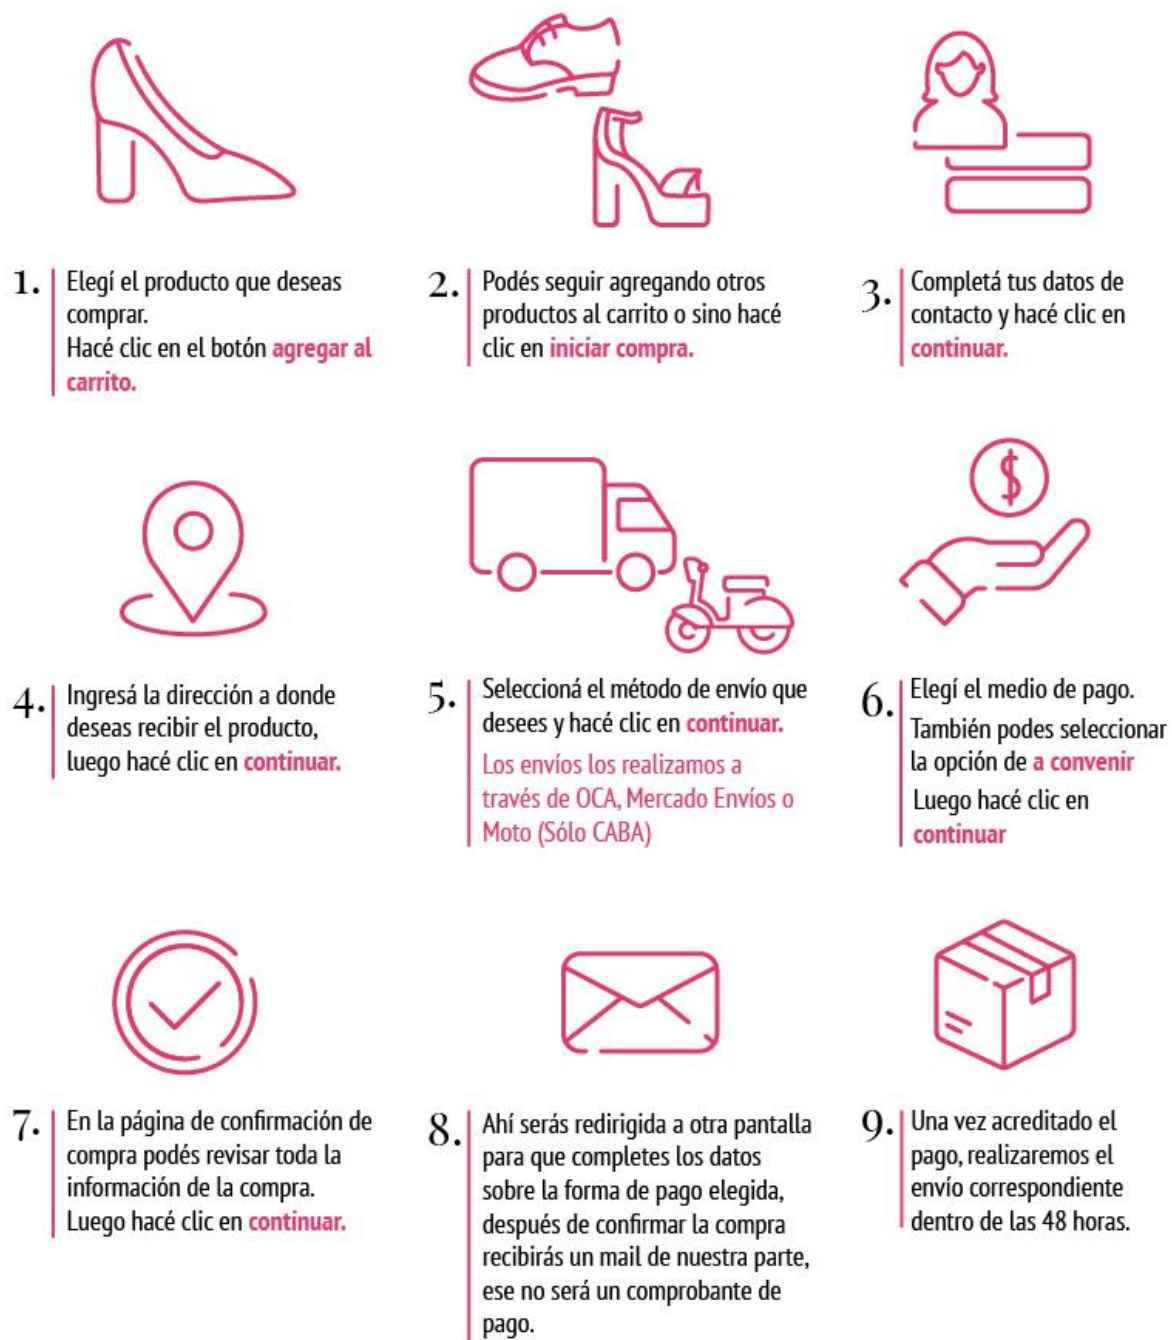 1.
Elegí el producto que deseas
comprar.
Hacé clic en el botón agregar al
carrito.
2.
Podés seguir agregando otros
productos al carrito o sino hacé
clic en iniciar compra.
3.
Completá tus datos de
contacto y hacé clic en
continuar.
$
4.
Ingresá la dirección a donde
deseas recibir el producto,
luego hacé clic en continuar.
5.
Seleccioná el método de envío que
desees y hacé clic en continuar.
Los envíos los realizamos a
través de OCA, Mercado Envíos o
Moto (Sólo CABA)
6.
Elegí el medio de pago.
También podes seleccionar
la opción de a convenir
Luego hacé clic en
continuar
7.
En la página de confirmación de
compra podés revisar toda la
información de la compra.
Luego hacé clic en continuar.
8.
Ahí serás redirigida a otra pantalla
para que completes los datos
sobre la forma de pago elegida,
después de confirmar la compra
recibirás un mail de nuestra parte,
ese no será un comprobante de
pago.
9.
Una vez acreditado el
pago, realizaremos el
envío correspondiente
dentro de las 48 horas.